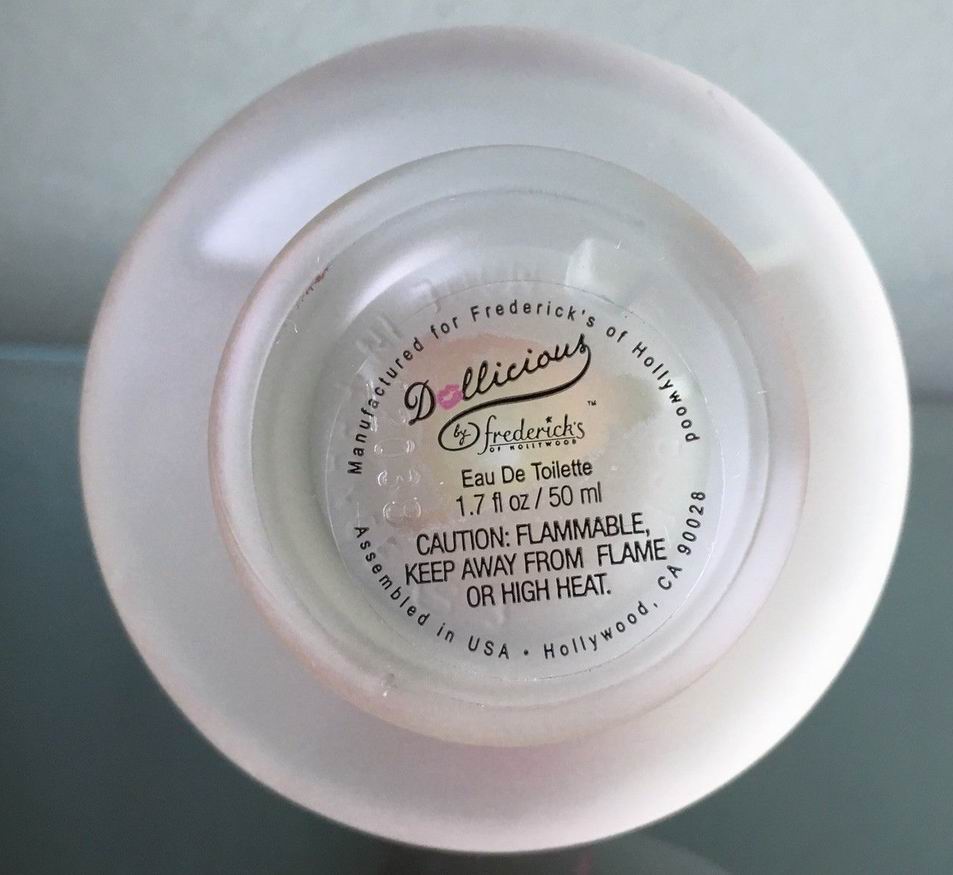 Manufactured for Frederick's of Hollywood
Dollicious
by frederick's™
OF HOLLYWOOD
Eau De Toilette
1.7 fl oz / 50 ml
CAUTION: FLAMMABLE,
KEEP AWAY FROM FLAME
OR HIGH HEAT.
Assembled in USA • Hollywood, CA 90028